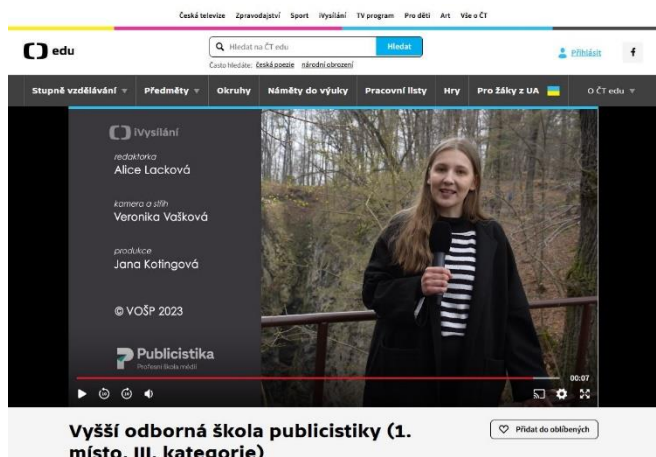 Česká televize Zpravodajství Sport iVysílání TV program Pro děti Art Vše o ČT
edu
Hledat na ČT edu
Hledat
Přihlásit
f
Často hledáte: česká poezie národní obrození
Stupně vzdělávání Předměty Okruhy Náměty do výuky Pracovní listy Hry Pro žáky z UA O ČT edu
iVysílání
redaktorka
Alice Lacková
kamera a střih
Veronika Vašková
produkce
Jana Kotingová
© VOŠP 2023
Publicistika
Profesní škola médií
00:07
Vyšší odborná škola publicistiky (1.
místo, III. kategorie)
Přidat do oblíbených